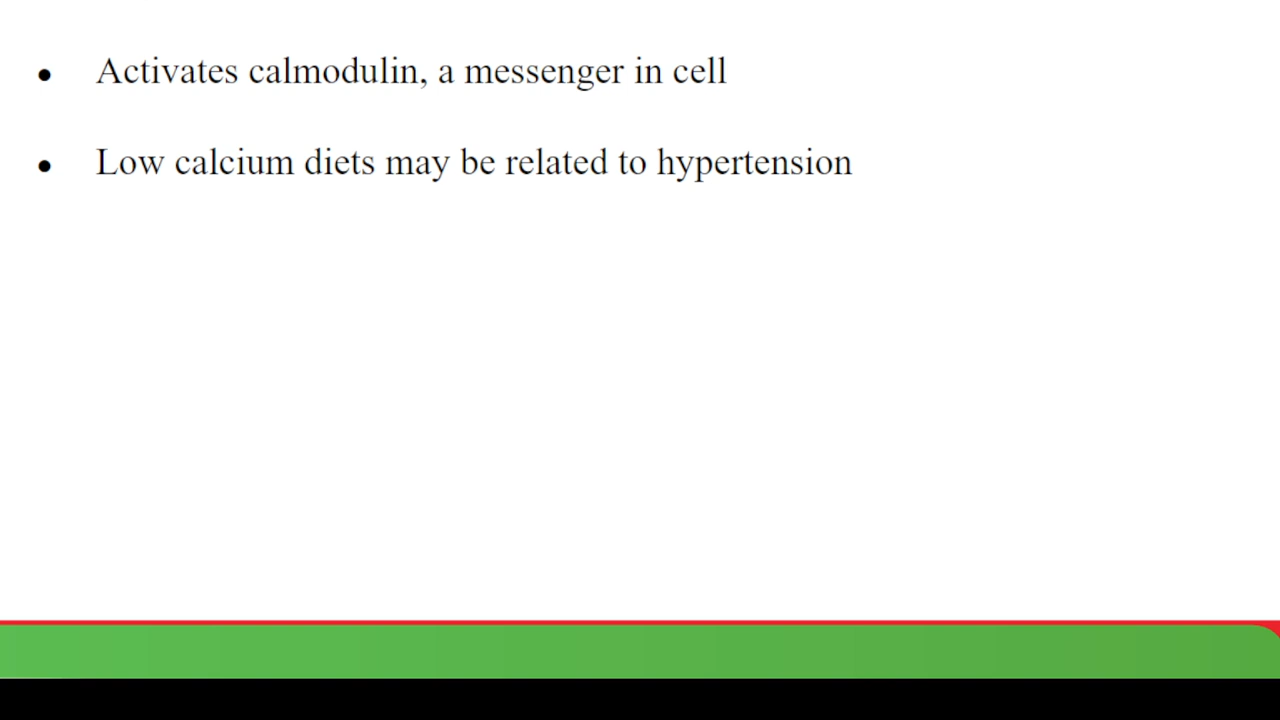 • Activates calmodulin, a messenger in cell
• Low calcium diets may be related to hypertension